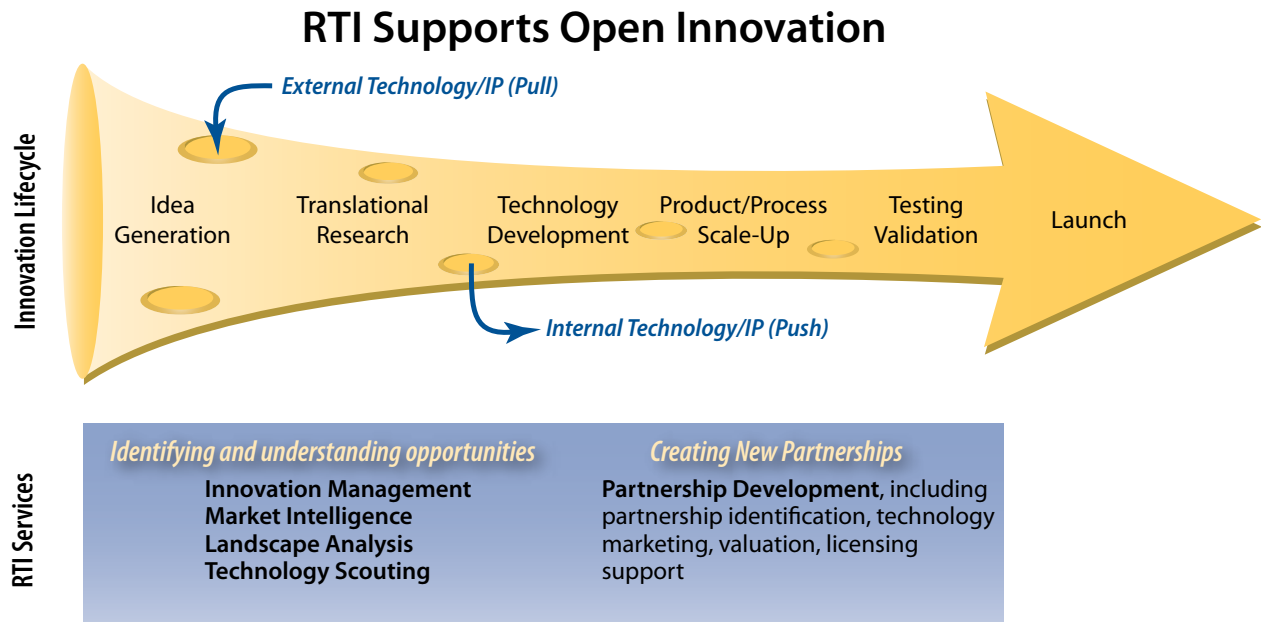 RTI Supports Open Innovation
External Technology/IP (Pull)
Innovation Lifecycle
Idea
Generation
Translational
Research
Technology
Development
Product/Process
Scale-Up
Testing
Validation
Launch
Internal Technology/IP (Push)
RTI Services
Identifying and understanding opportunities
Innovation Management
Market Intelligence
Landscape Analysis
Technology Scouting
Creating New Partnerships
Partnership Development, including
partnership identification, technology
marketing, valuation, licensing
support